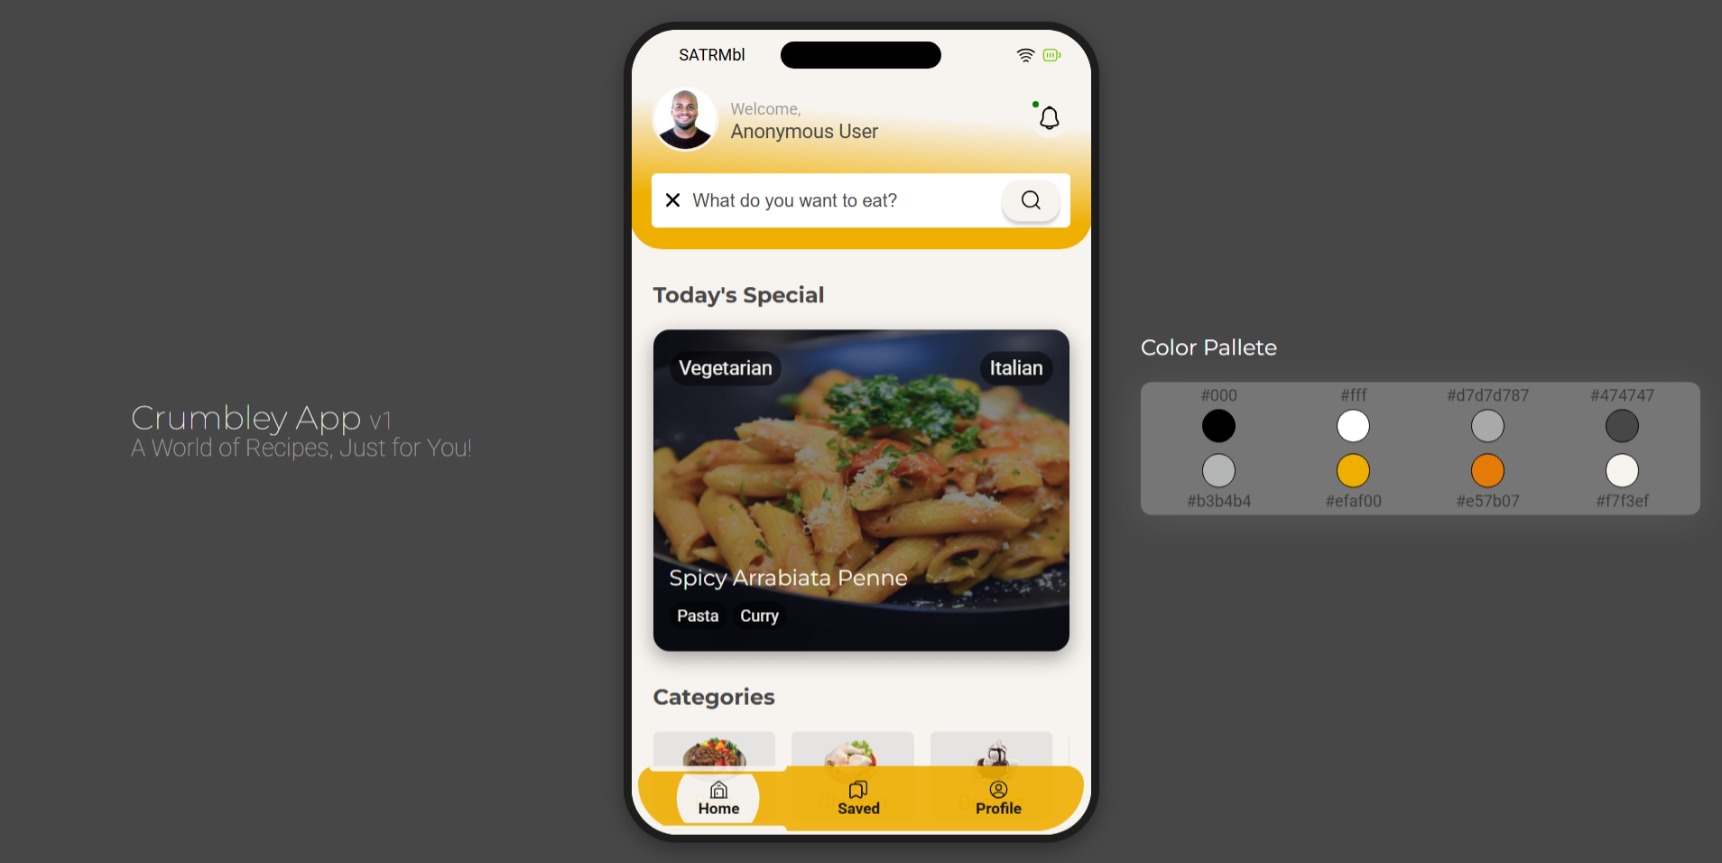 SATRMbl
Welcome,
Anonymous User
What do you want to eat?
Today's Special
Vegetarian
Italian
Spicy Arrabiata Penne
Pasta Curry
Categories
Home
Saved
Profile
Crumbley App v1
A World of Recipes, Just for You!
Color Pallete
#000
#fff
#d7d7d787
#474747
#b3b4b4
#efaf00
#e57b07
#f7f3ef